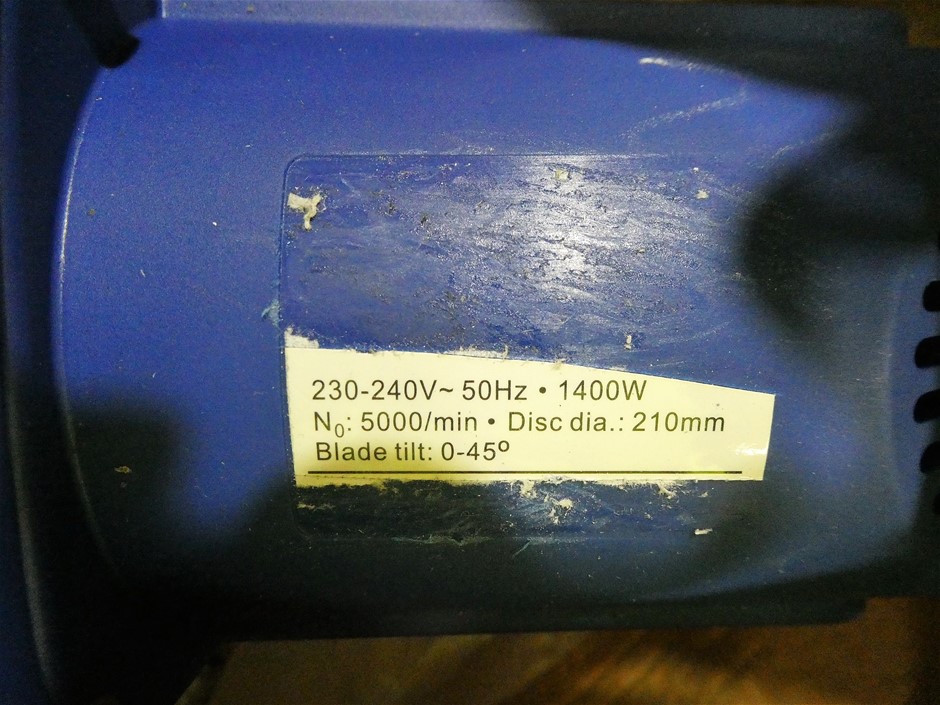 230-240V~ 50Hz • 1400W
N₀: 5000/min • Disc dia.: 210mm
Blade tilt: 0-45º